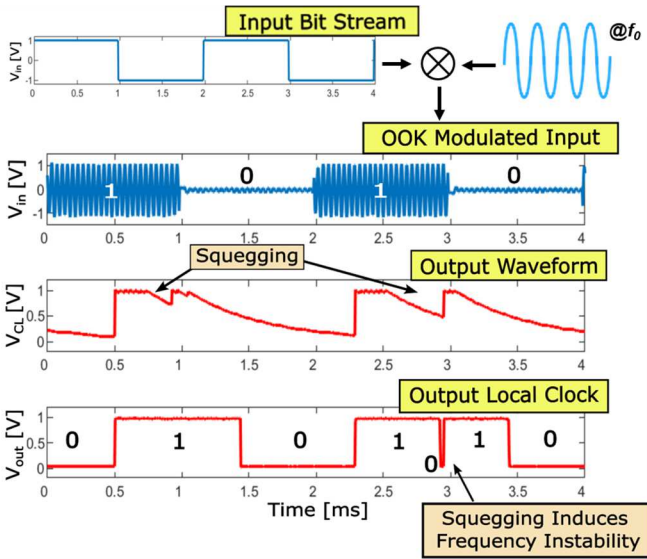 Input Bit Stream
@f0
V_in [V]
1
0
-1
0 0.5 1 1.5 2 2.5 3 3.5 4
OOK Modulated Input
V_in [V]
1
0
-1
1 0 1 0
0 0.5 1 1.5 2 2.5 3 3.5 4
Squegging
Output Waveform
V_CL [V]
1
0.5
0
0 0.5 1 1.5 2 2.5 3 3.5 4
Output Local Clock
V_out [V]
1
0.5
0
0 1 0 1 0 1 0
0 0.5 1 1.5 2 2.5 3 3.5 4
Time [ms]
Squegging Induces
Frequency Instability